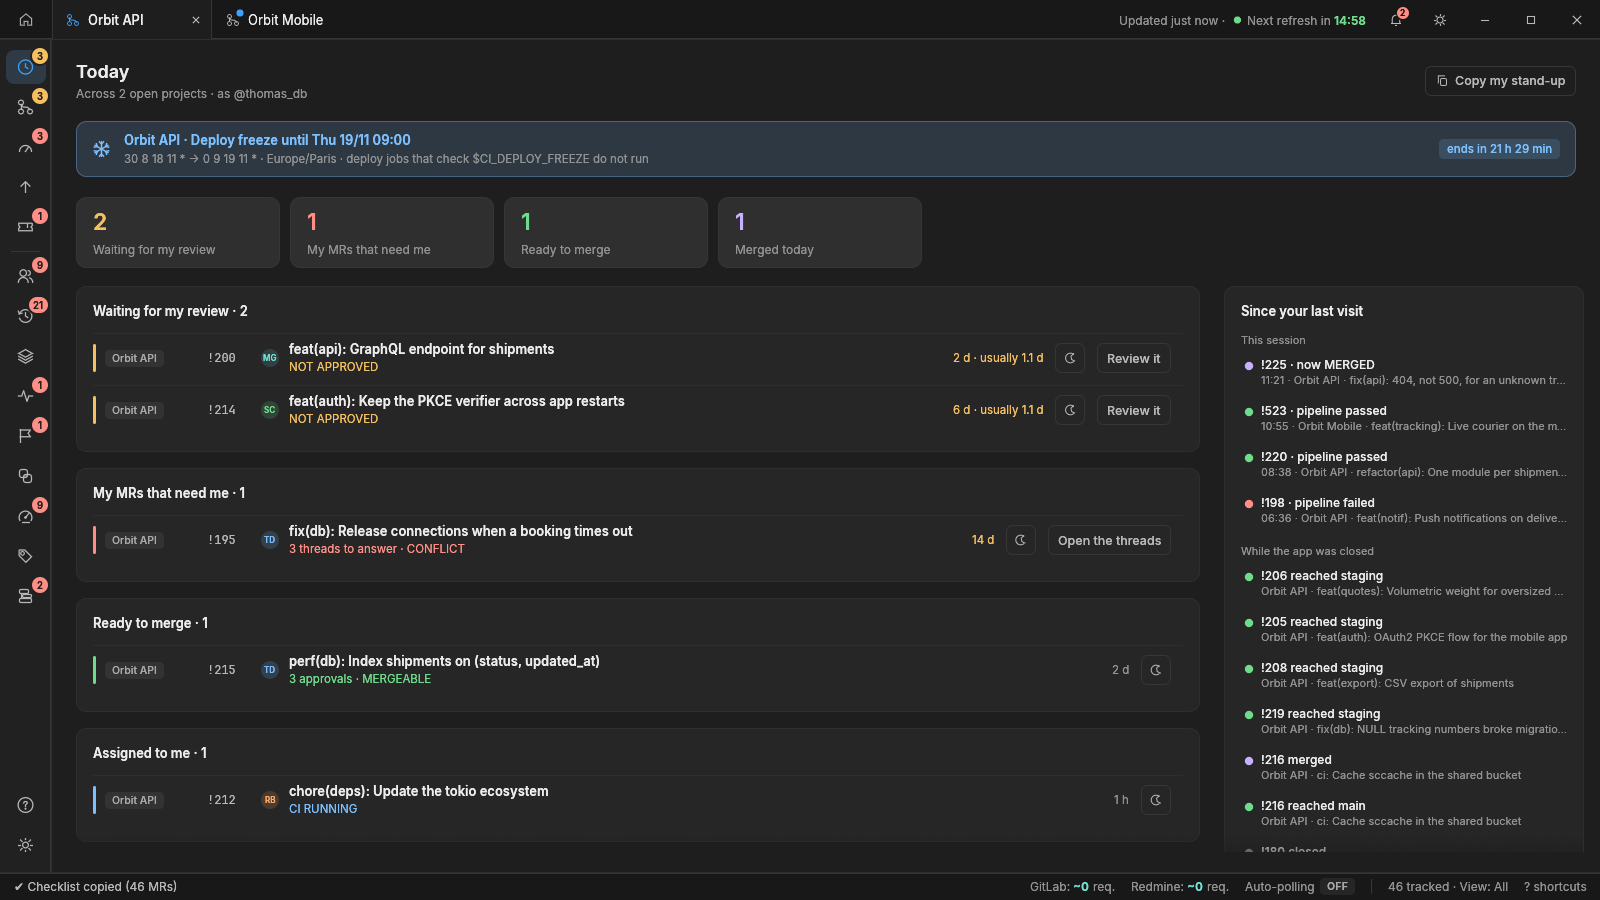 Orbit API
Orbit Mobile
Updated just now ·
Next refresh in 14:58
2
3
3
3
1
9
21
1
1
9
2
Today
Across 2 open projects · as @thomas_db
Copy my stand-up
Orbit API · Deploy freeze until Thu 19/11 09:00
30 8 18 11 * → 0 9 19 11 * · Europe/Paris · deploy jobs that check $CI_DEPLOY_FREEZE do not run
ends in 21 h 29 min
2
Waiting for my review
1
My MRs that need me
1
Ready to merge
1
Merged today
Waiting for my review · 2
Orbit API !200 MG feat(api): GraphQL endpoint for shipments
NOT APPROVED
2 d · usually 1.1 d
Review it
Orbit API !214 SC feat(auth): Keep the PKCE verifier across app restarts
NOT APPROVED
6 d · usually 1.1 d
Review it
My MRs that need me · 1
Orbit API !195 TD fix(db): Release connections when a booking times out
3 threads to answer · CONFLICT
14 d
Open the threads
Ready to merge · 1
Orbit API !215 TD perf(db): Index shipments on (status, updated_at)
3 approvals · MERGEABLE
2 d
Assigned to me · 1
Orbit API !212 RB chore(deps): Update the tokio ecosystem
CI RUNNING
1 h
Since your last visit
This session
!225 · now MERGED
11:21 · Orbit API · fix(api): 404, not 500, for an unknown tr...
!523 · pipeline passed
10:55 · Orbit Mobile · feat(tracking): Live courier on the m...
!220 · pipeline passed
08:38 · Orbit API · refactor(api): One module per shipmen...
!198 · pipeline failed
06:36 · Orbit API · feat(notif): Push notifications on delive...
While the app was closed
!206 reached staging
Orbit API · feat(quotes): Volumetric weight for oversized ...
!205 reached staging
Orbit API · feat(auth): OAuth2 PKCE flow for the mobile app
!208 reached staging
Orbit API · feat(export): CSV export of shipments
!219 reached staging
Orbit API · fix(db): NULL tracking numbers broke migratio...
!216 merged
Orbit API · ci: Cache sccache in the shared bucket
!216 reached main
Orbit API · ci: Cache sccache in the shared bucket
!180 closed
✔ Checklist copied (46 MRs)
GitLab: ~0 req.
Redmine: ~0 req.
Auto-polling OFF
46 tracked · View: All
? shortcuts